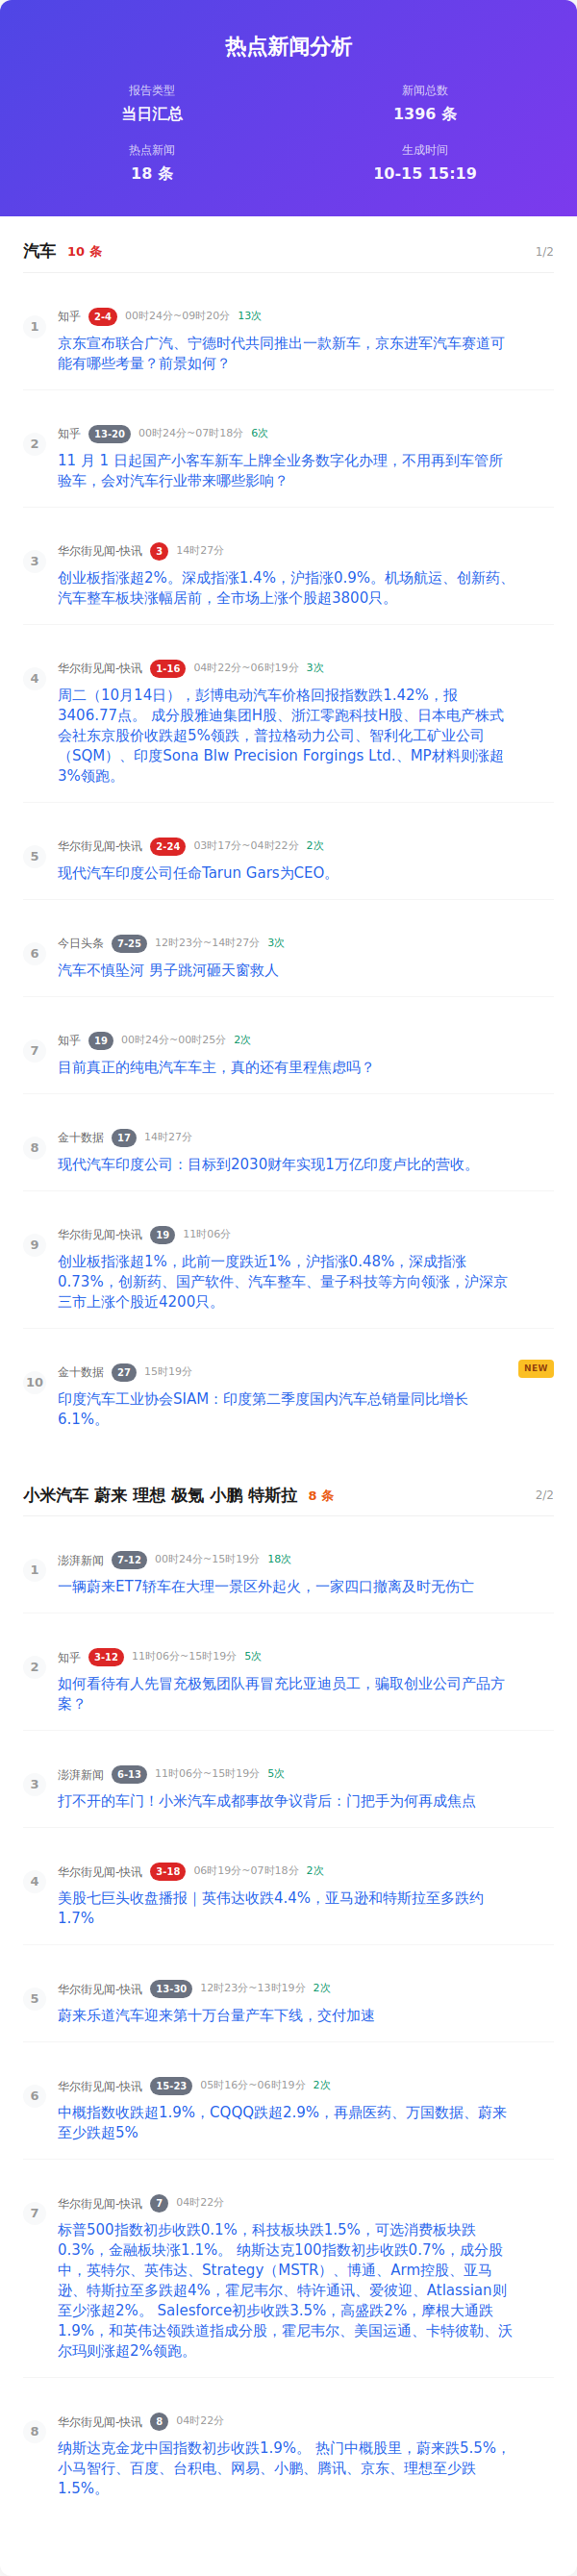 热点新闻分析
报告类型
当日汇总
新闻总数
1396 条
热点新闻
18 条
生成时间
10-15 15:19
汽车 10 条 1/2
1 知乎 2-4 00时24分~09时20分 13次
京东宣布联合广汽、宁德时代共同推出一款新车，京东进军汽车赛道可
能有哪些考量？前景如何？
2 知乎 13-20 00时24分~07时18分 6次
11 月 1 日起国产小客车新车上牌全业务数字化办理，不用再到车管所
验车，会对汽车行业带来哪些影响？
3 华尔街见闻-快讯 3 14时27分
创业板指涨超2%。深成指涨1.4%，沪指涨0.9%。机场航运、创新药、
汽车整车板块涨幅居前，全市场上涨个股超3800只。
4 华尔街见闻-快讯 1-16 04时22分~06时19分 3次
周二（10月14日），彭博电动汽车价格回报指数跌1.42%，报
3406.77点。 成分股雅迪集团H股、浙江零跑科技H股、日本电产株式
会社东京股价收跌超5%领跌，普拉格动力公司、智利化工矿业公司
（SQM）、印度Sona Blw Precision Forgings Ltd.、MP材料则涨超
3%领跑。
5 华尔街见闻-快讯 2-24 03时17分~04时22分 2次
现代汽车印度公司任命Tarun Gars为CEO。
6 今日头条 7-25 12时23分~14时27分 3次
汽车不慎坠河 男子跳河砸天窗救人
7 知乎 19 00时24分~00时25分 2次
目前真正的纯电汽车车主，真的还有里程焦虑吗？
8 金十数据 17 14时27分
现代汽车印度公司：目标到2030财年实现1万亿印度卢比的营收。
9 华尔街见闻-快讯 19 11时06分
创业板指涨超1%，此前一度跌近1%，沪指涨0.48%，深成指涨
0.73%，创新药、国产软件、汽车整车、量子科技等方向领涨，沪深京
三市上涨个股近4200只。
10 金十数据 27 15时19分 NEW
印度汽车工业协会SIAM：印度第二季度国内汽车总销量同比增长
6.1%。
小米汽车 蔚来 理想 极氪 小鹏 特斯拉 8 条 2/2
1 澎湃新闻 7-12 00时24分~15时19分 18次
一辆蔚来ET7轿车在大理一景区外起火，一家四口撤离及时无伤亡
2 知乎 3-12 11时06分~15时19分 5次
如何看待有人先冒充极氪团队再冒充比亚迪员工，骗取创业公司产品方
案？
3 澎湃新闻 6-13 11时06分~15时19分 5次
打不开的车门！小米汽车成都事故争议背后：门把手为何再成焦点
4 华尔街见闻-快讯 3-18 06时19分~07时18分 2次
美股七巨头收盘播报｜英伟达收跌4.4%，亚马逊和特斯拉至多跌约
1.7%
5 华尔街见闻-快讯 13-30 12时23分~13时19分 2次
蔚来乐道汽车迎来第十万台量产车下线，交付加速
6 华尔街见闻-快讯 15-23 05时16分~06时19分 2次
中概指数收跌超1.9%，CQQQ跌超2.9%，再鼎医药、万国数据、蔚来
至少跌超5%
7 华尔街见闻-快讯 7 04时22分
标普500指数初步收跌0.1%，科技板块跌1.5%，可选消费板块跌
0.3%，金融板块涨1.1%。 纳斯达克100指数初步收跌0.7%，成分股
中，英特尔、英伟达、Strategy（MSTR）、博通、Arm控股、亚马
逊、特斯拉至多跌超4%，霍尼韦尔、特许通讯、爱彼迎、Atlassian则
至少涨超2%。 Salesforce初步收跌3.5%，高盛跌2%，摩根大通跌
1.9%，和英伟达领跌道指成分股，霍尼韦尔、美国运通、卡特彼勒、沃
尔玛则涨超2%领跑。
8 华尔街见闻-快讯 8 04时22分
纳斯达克金龙中国指数初步收跌1.9%。 热门中概股里，蔚来跌5.5%，
小马智行、百度、台积电、网易、小鹏、腾讯、京东、理想至少跌
1.5%。